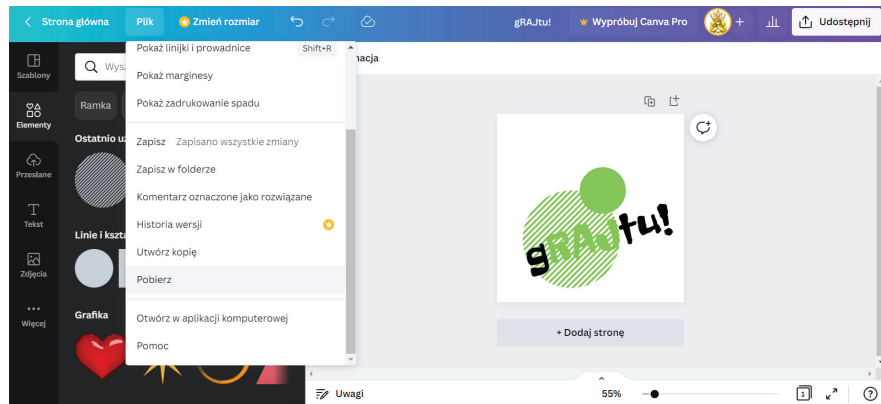 Strona główna
Plik
Zmień rozmiar
gRAJtu!
Wypróbuj Canva Pro
Udostępnij
Szablony
Elementy
Przesłane
Tekst
Zdjęcia
Więcej
Wysz
Ramka
Ostatnio u
Linie i kszta
Grafika
Pokaż linijki i prowadnice Shift+R
Pokaż marginesy
Pokaż zadrukowanie spadu
Zapisz Zapisano wszystkie zmiany
Zapisz w folderze
Komentarz oznaczone jako rozwiązane
Historia wersji
Utwórz kopię
Pobierz
Otwórz w aplikacji komputerowej
Pomoc
macja
gRAJtu!
+ Dodaj stronę
Uwagi
55%
1